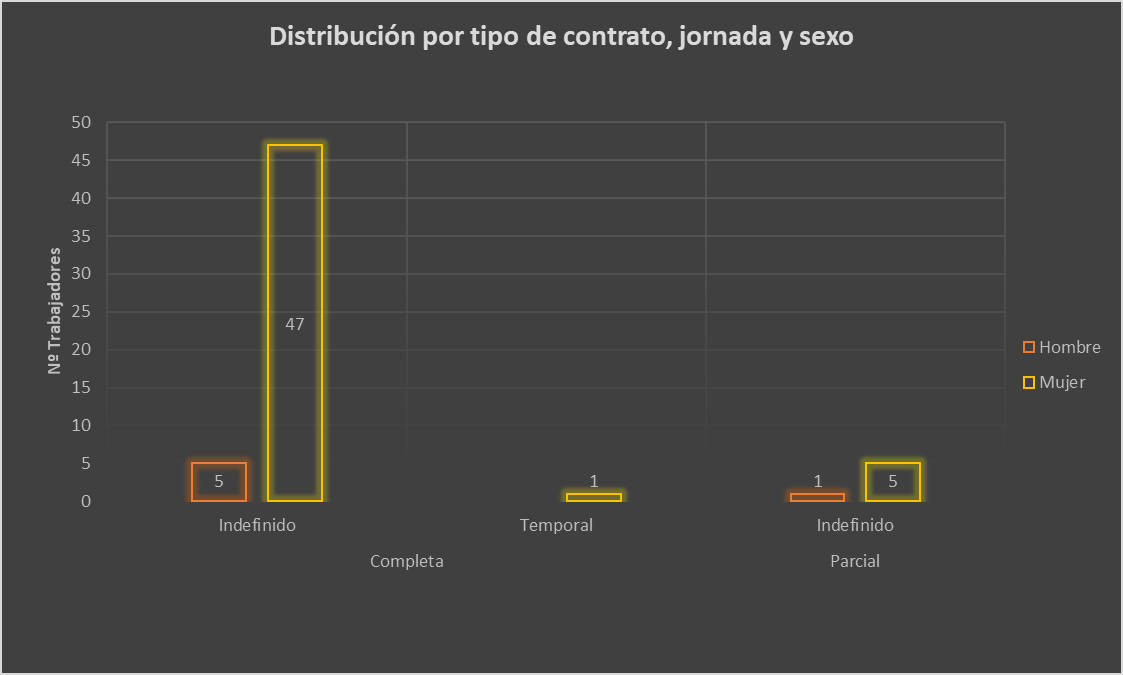 Distribución por tipo de contrato, jornada y sexo
Nº Trabajadores
50
45
40
35
30
25
20
15
10
5
0
5
47
1
1
5
Indefinido
Temporal
Indefinido
Completa
Parcial
Hombre
Mujer